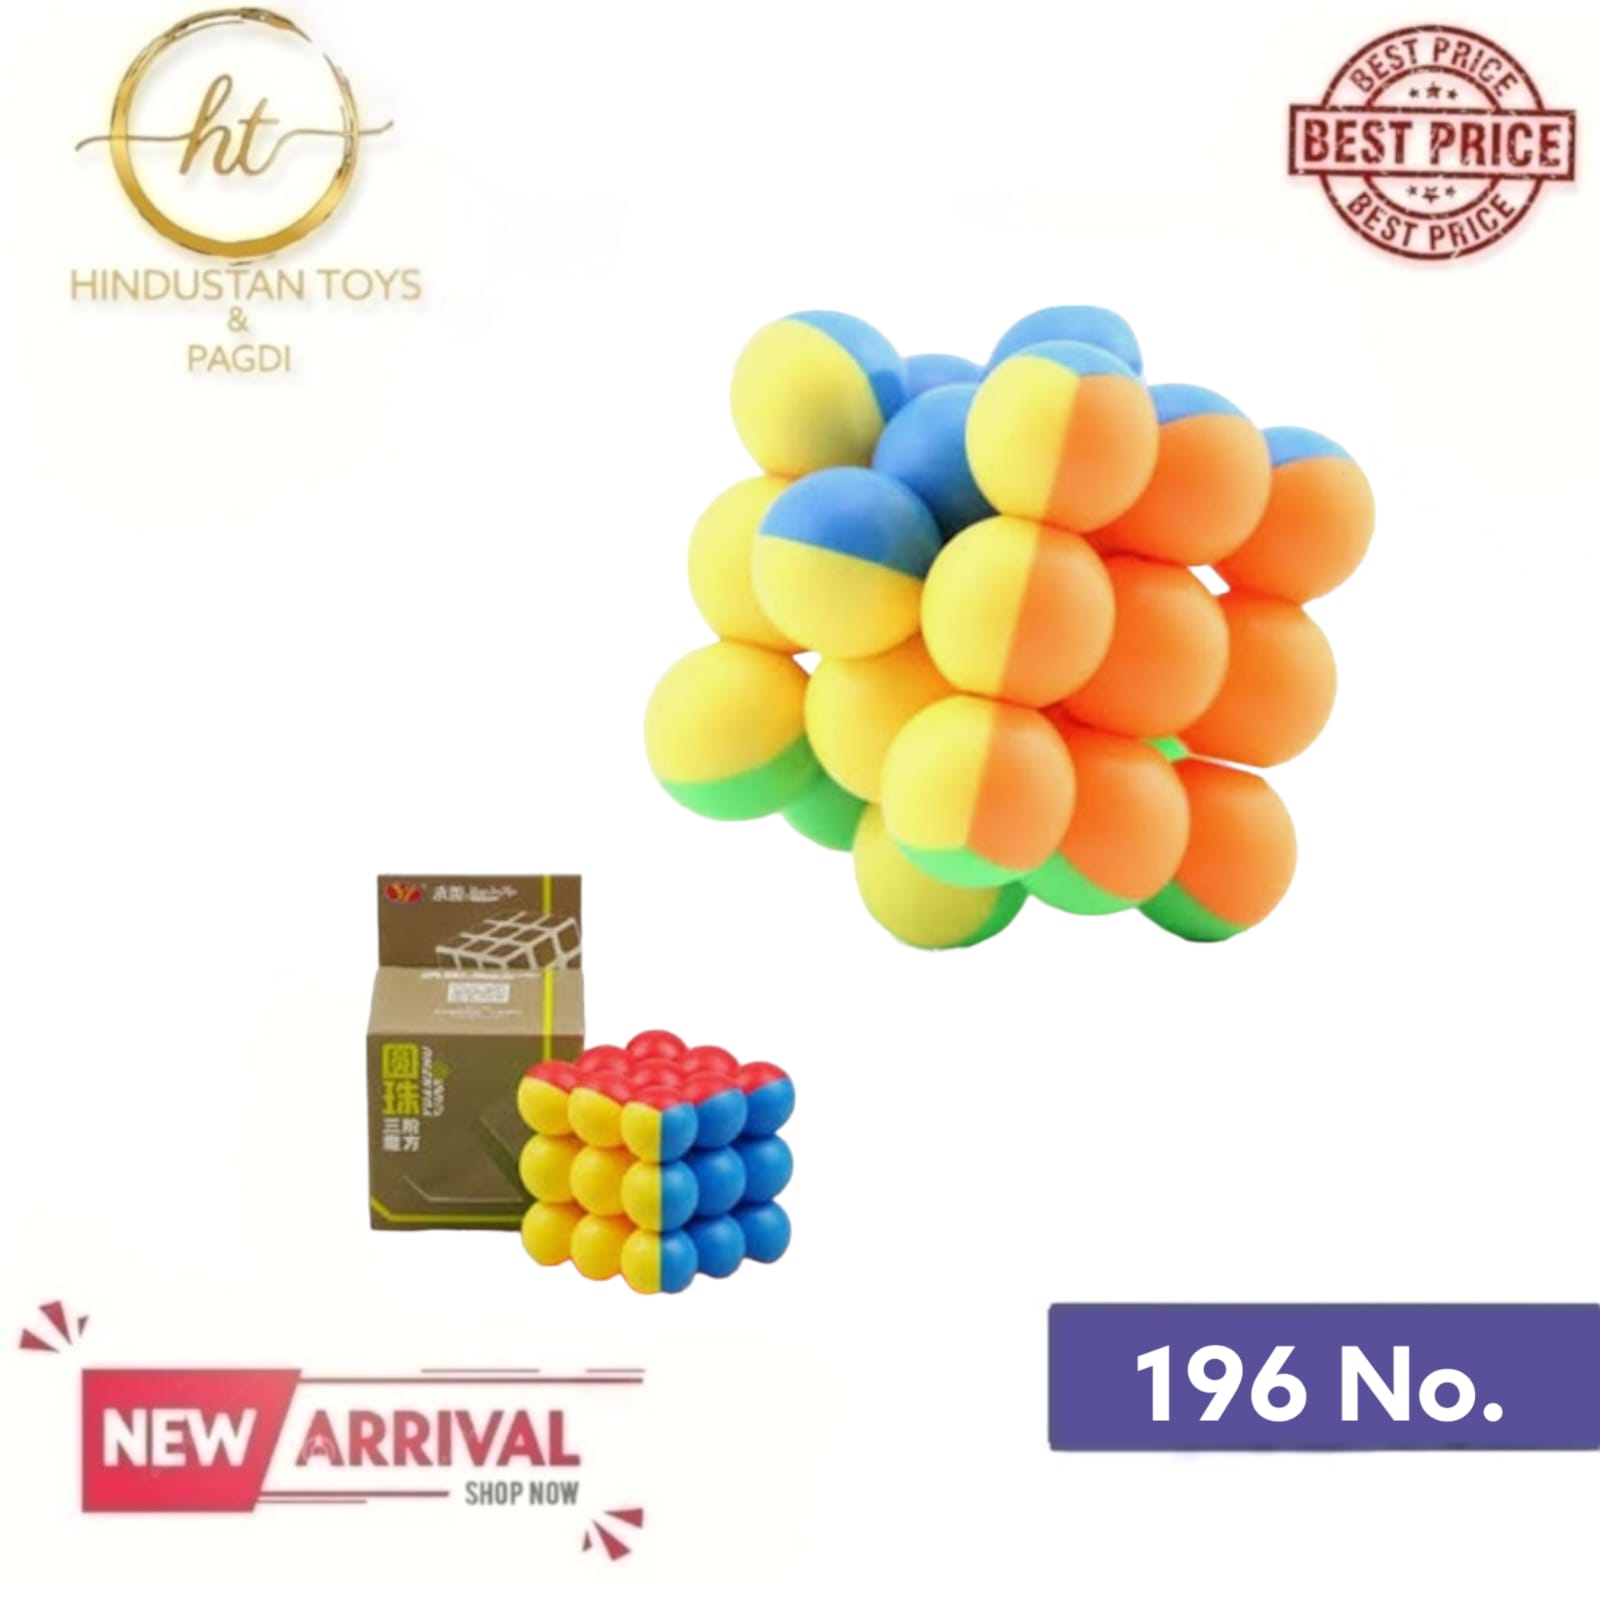 ht
HINDUSTAN TOYS
&
PAGDI
BEST PRICE
BEST PRICE
BEST PRICE
圆珠
YUANZHU
三阶
魔方
NEW ARRIVAL
SHOP NOW
196 No.